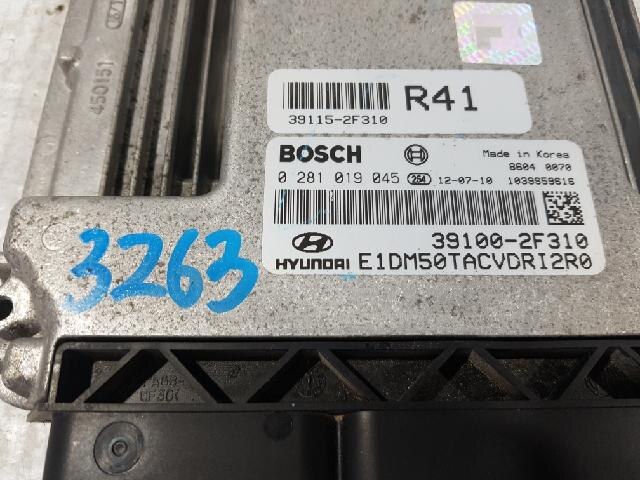 450151
R41
39115-2F310
BOSCH
Made in Korea
8604 0070
0 281 019 045 254 12-07-10 1039S59616
39100-2F310
HYUNDAI E1DM50TACVDRI2R0
3263